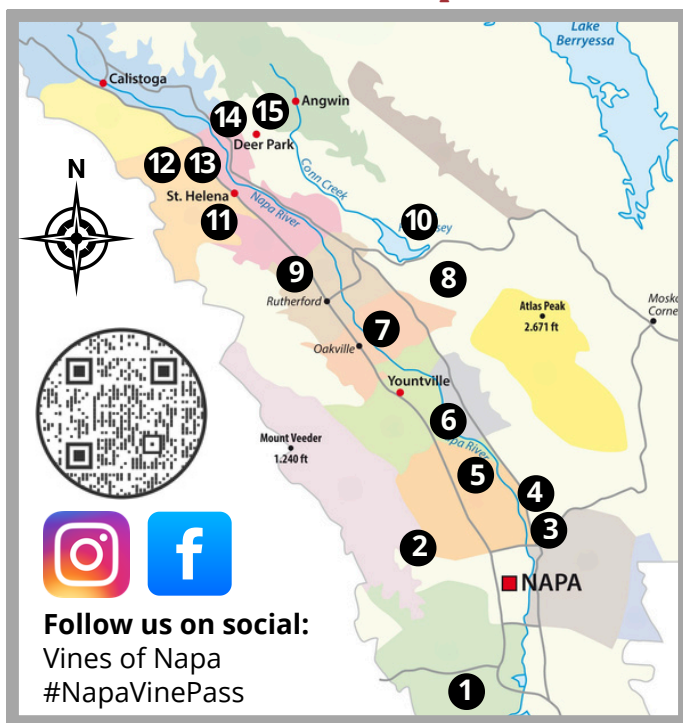 Lake
Berryessa
Calistoga
Angwin
14
15
Deer Park
12
13
N
St. Helena
Conn Creek
Napa River
11
10
9
8
Rutherford
Atlas Peak
2.671 ft
7
Oakville
Yountville
6
Mount Veeder
1.240 ft
5
4
3
2
NAPA
Follow us on social:
Vines of Napa
#NapaVinePass
1